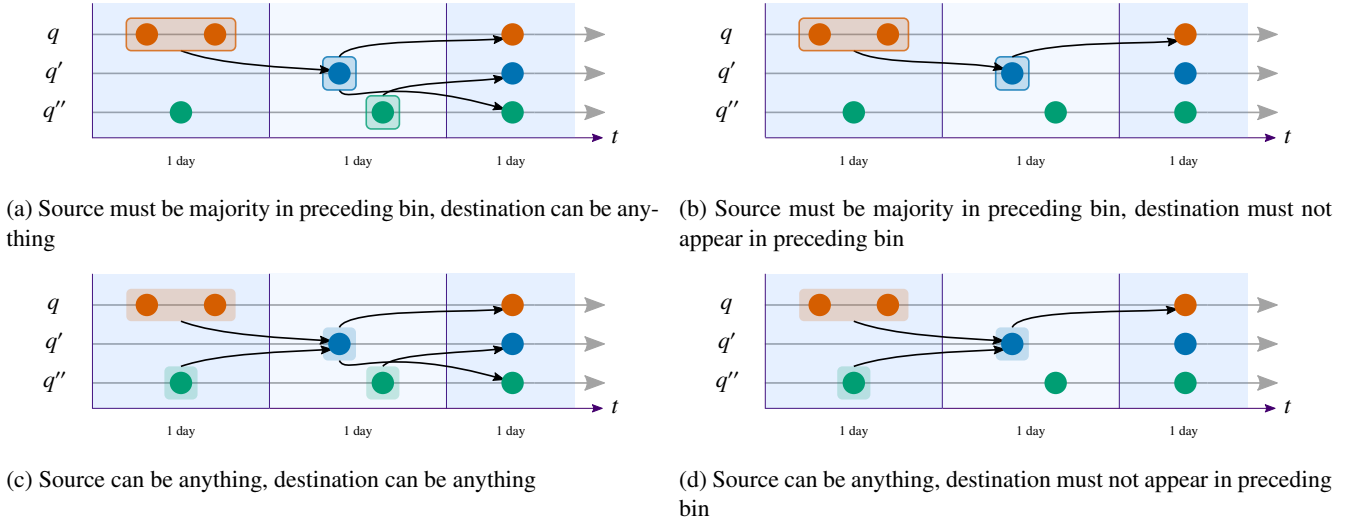 q
q′
q′′
t
1 day 1 day 1 day
(a) Source must be majority in preceding bin, destination can be any-
thing
q
q′
q′′
t
1 day 1 day 1 day
(b) Source must be majority in preceding bin, destination must not
appear in preceding bin
q
q′
q′′
t
1 day 1 day 1 day
(c) Source can be anything, destination can be anything
q
q′
q′′
t
1 day 1 day 1 day
(d) Source can be anything, destination must not appear in preceding
bin